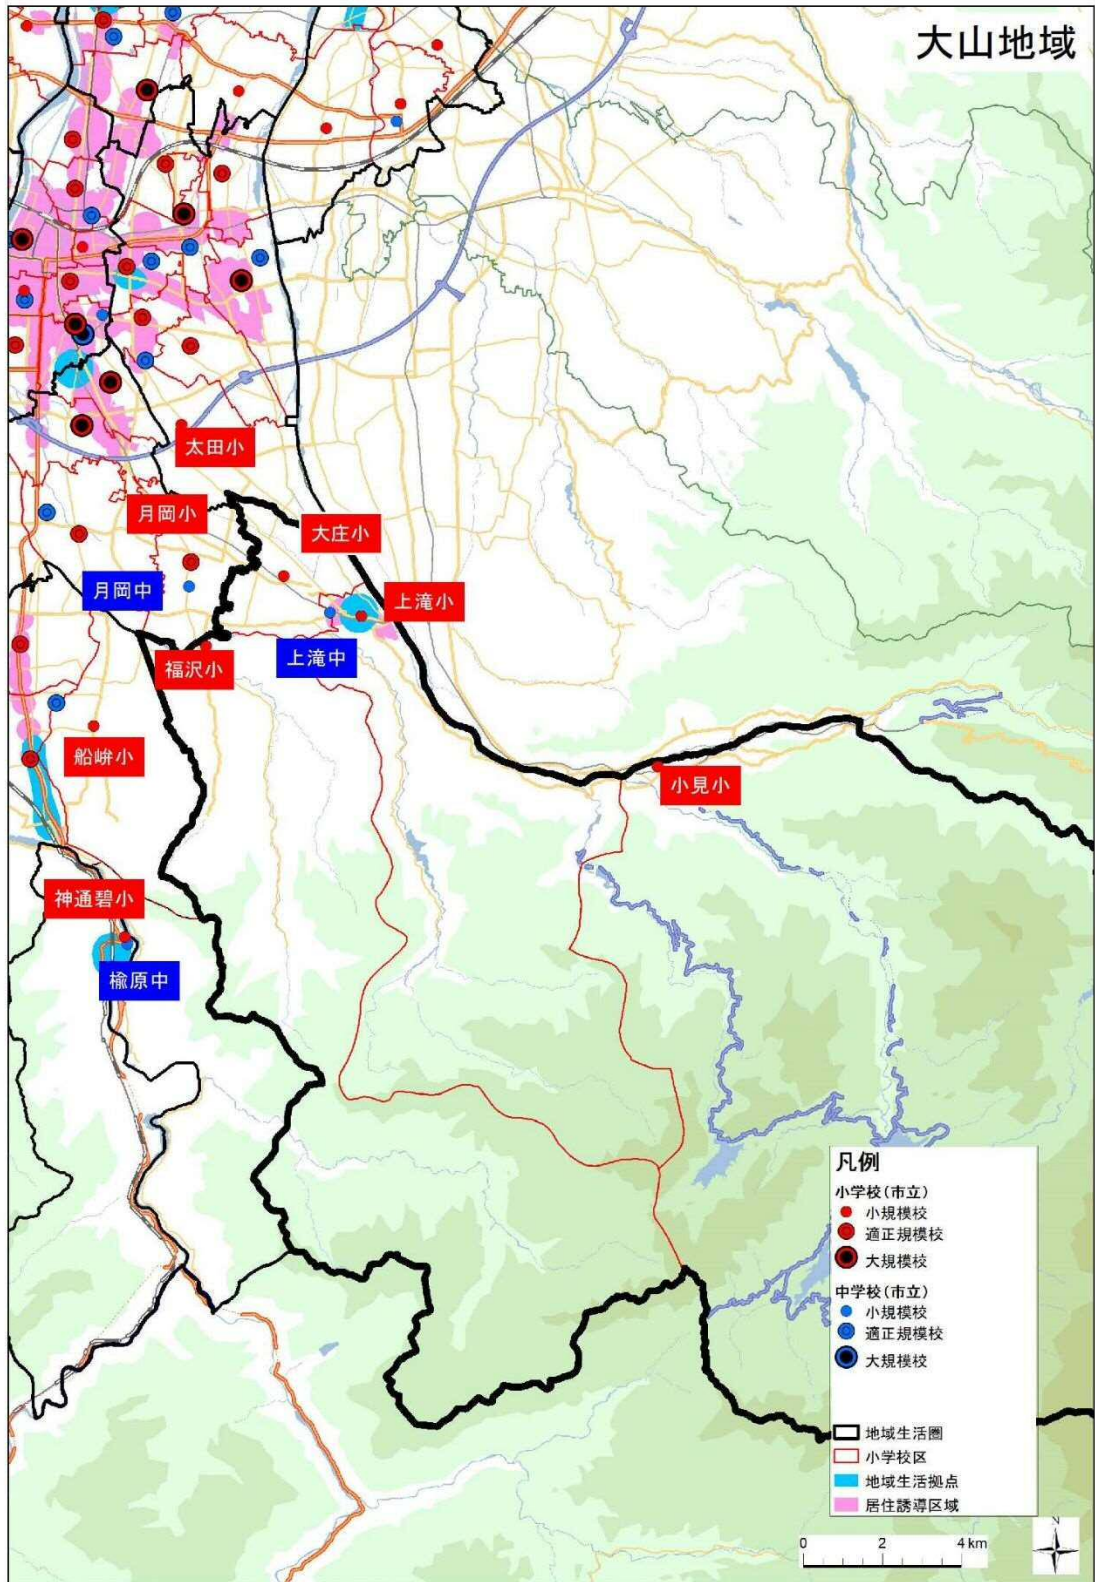 大山地域
太田小
月岡小
大庄小
月岡中
上滝小
上滝中
福沢小
船峅小
小見小
神通碧小
楡原中
凡例
小学校(市立)
小規模校
適正規模校
大規模校
中学校(市立)
小規模校
適正規模校
大規模校
地域生活圏
小学校区
地域生活拠点
居住誘導区域
0 2 4 km
N